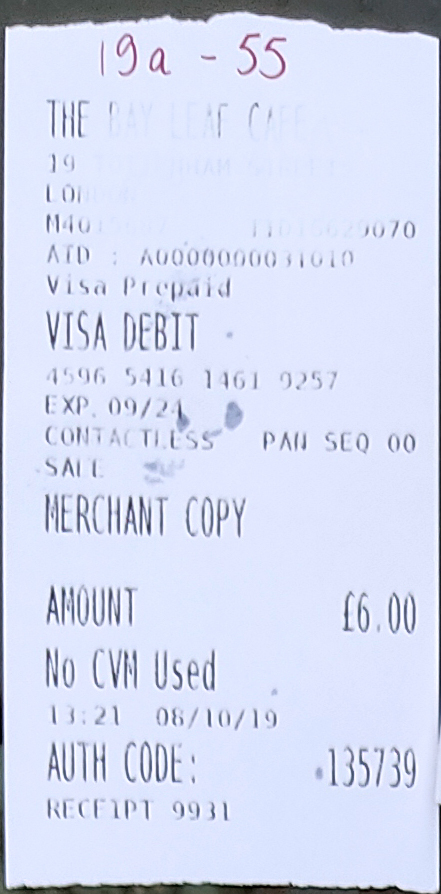 19a - 55
THE BAY LEAF CAFE
19
LONDON
AID : A0000000031010
Visa Prepaid
VISA DEBIT
4596 5416 1461 9257
EXP. 09/24
CONTACTLESS PAN SEQ 00
SALE
MERCHANT COPY
AMOUNT £6.00
No CVM Used
13:21 08/10/19
AUTH CODE: 135739
RECEIPT 9931